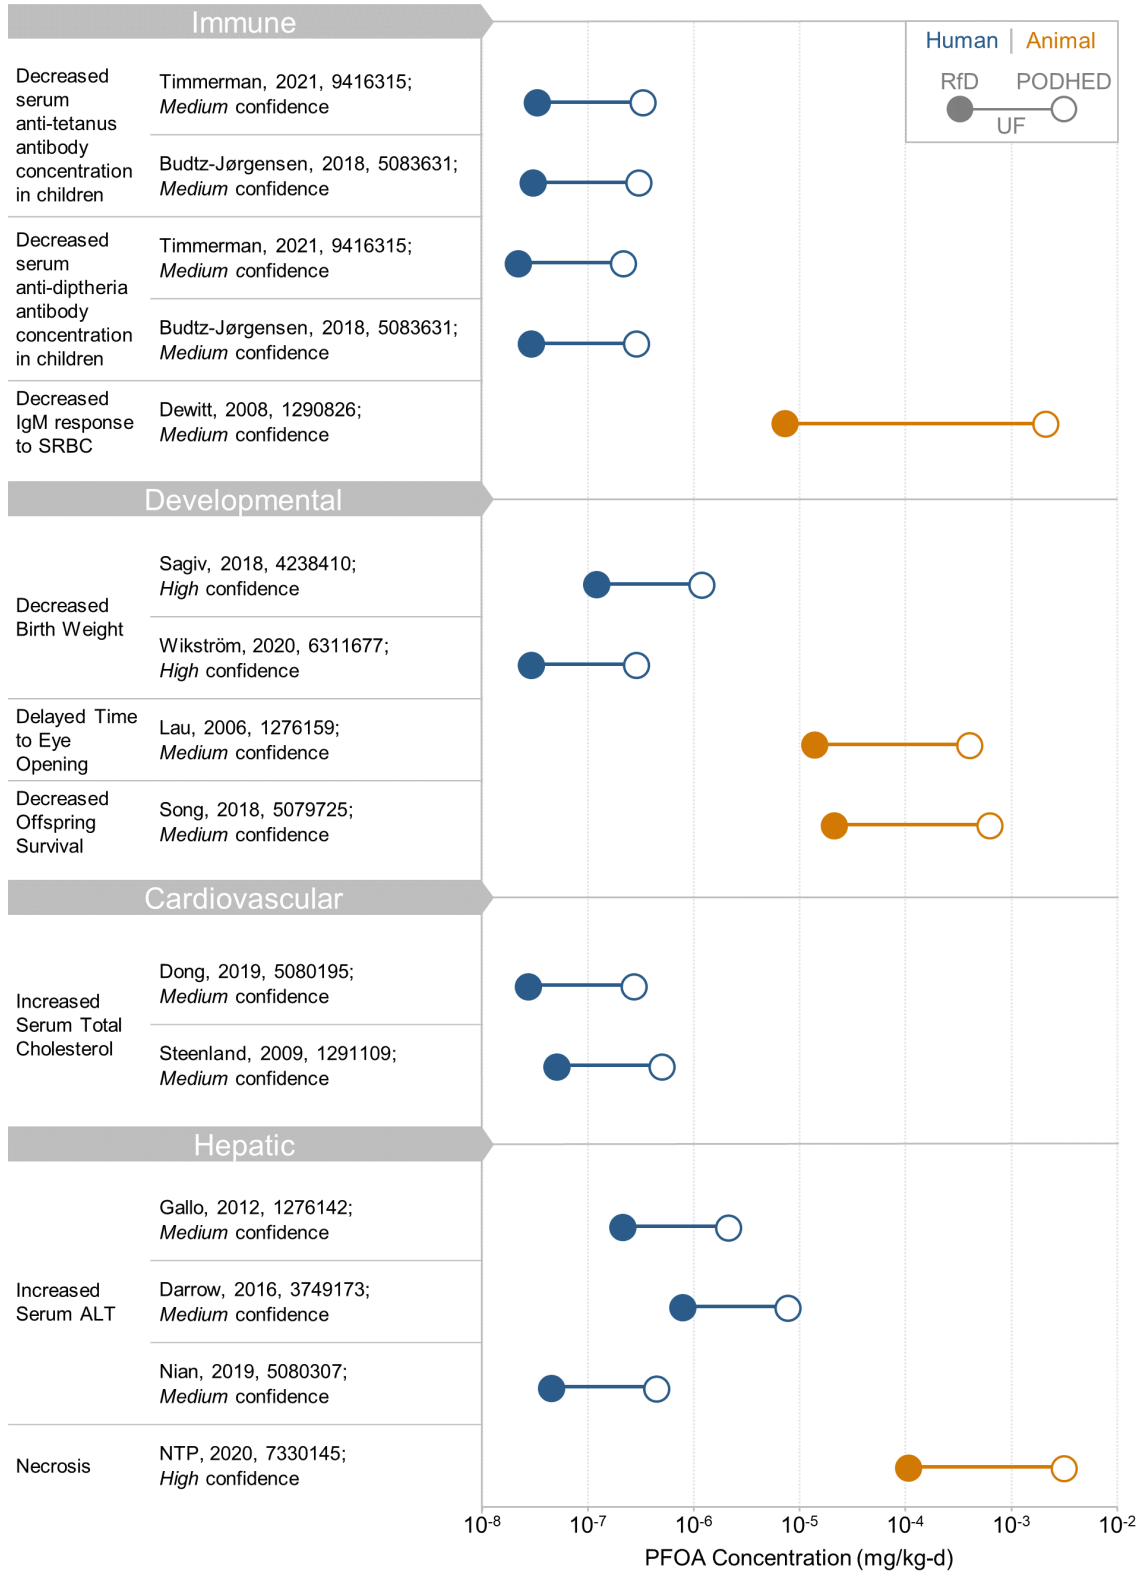 Immune
Human | Animal
RfD PODHED
UF
Decreased
serum
anti-tetanus
antibody
concentration
in children
Timmerman, 2021, 9416315;
Medium confidence
Budtz-Jørgensen, 2018, 5083631;
Medium confidence
Decreased
serum
anti-diptheria
antibody
concentration
in children
Timmerman, 2021, 9416315;
Medium confidence
Budtz-Jørgensen, 2018, 5083631;
Medium confidence
Decreased
IgM response
to SRBC
Dewitt, 2008, 1290826;
Medium confidence
Developmental
Decreased
Birth Weight
Sagiv, 2018, 4238410;
High confidence
Wikström, 2020, 6311677;
High confidence
Delayed Time
to Eye
Opening
Lau, 2006, 1276159;
Medium confidence
Decreased
Offspring
Survival
Song, 2018, 5079725;
Medium confidence
Cardiovascular
Increased
Serum Total
Cholesterol
Dong, 2019, 5080195;
Medium confidence
Steenland, 2009, 1291109;
Medium confidence
Hepatic
Increased
Serum ALT
Gallo, 2012, 1276142;
Medium confidence
Darrow, 2016, 3749173;
Medium confidence
Nian, 2019, 5080307;
Medium confidence
Necrosis
NTP, 2020, 7330145;
High confidence
10-8 10-7 10-6 10-5 10-4 10-3 10-2
PFOA Concentration (mg/kg-d)